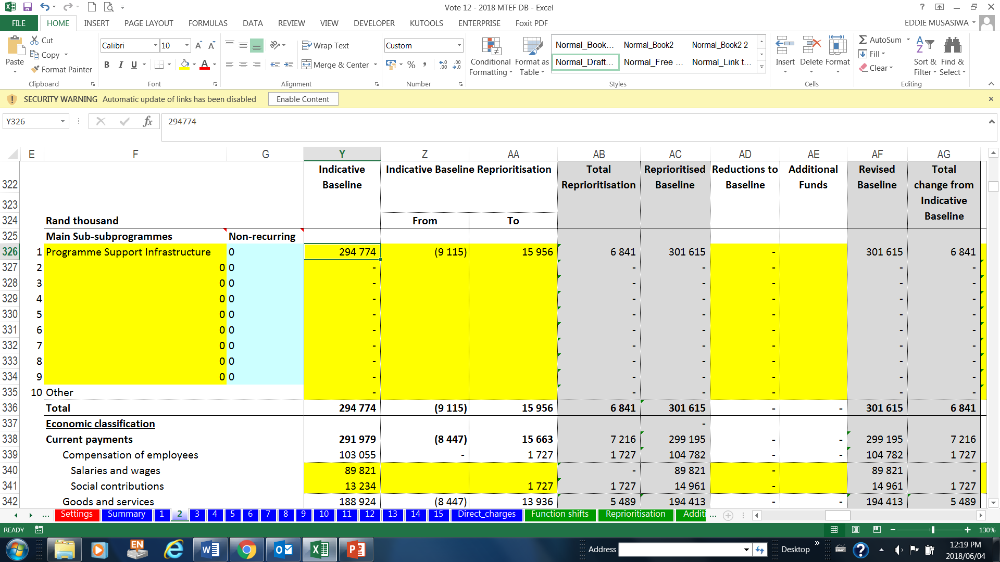 Vote 12 - 2018 MTEF DB - Excel
FILE HOME INSERT PAGE LAYOUT FORMULAS DATA REVIEW VIEW DEVELOPER KUTOOLS ENTERPRISE Foxit PDF EDDIE MUSASIWA
Paste Cut Copy Format Painter
Clipboard
Calibri 10
B I U
Font
Wrap Text
Merge & Center
Alignment
Custom
%
Number
Conditional Formatting
Format as Table
Normal_Book... Normal_Book2 Normal_Book2 2
Normal_Draft... Normal_Free ... Normal_Link t...
Styles
Insert Delete Format
Cells
AutoSum
Fill
Clear
Sort & Filter
Find & Select
Editing
SECURITY WARNING Automatic update of links has been disabled Enable Content
Y326 fx 294774
E F G Y Z AA AB AC AD AE AF AG
322 Indicative Baseline Indicative Baseline Reprioritisation Total Reprioritisation Reprioritised Baseline Reductions to Baseline Additional Funds Revised Baseline Total change from Indicative Baseline
323
324 Rand thousand From To
325 Main Sub-subprogrammes Non-recurring
326 1 Programme Support Infrastructure 0 294 774 (9 115) 15 956 6 841 301 615 - 301 615 6 841
327 2 0 0 - - - - - -
328 3 0 0 - - - - - -
329 4 0 0 - - - - - -
330 5 0 0 - - - - - -
331 6 0 0 - - - - - -
332 7 0 0 - - - - - -
333 8 0 0 - - - - - -
334 9 0 0 - - - - - -
335 10 Other - - - - - -
336 Total 294 774 (9 115) 15 956 6 841 301 615 - - 301 615 6 841
337 Economic classification -
338 Current payments 291 979 (8 447) 15 663 7 216 299 195 - - 299 195 7 216
339 Compensation of employees 103 055 - 1 727 1 727 104 782 - - 104 782 1 727
340 Salaries and wages 89 821 - 89 821 - 89 821 -
341 Social contributions 13 234 1 727 1 727 14 961 - 14 961 1 727
342 Goods and services 188 924 (8 447) 13 936 5 489 194 413 - - 194 413 5 489
... Settings Summary 1 2 3 4 5 6 7 8 9 10 11 12 13 14 15 Direct_charges Function shifts Reprioritisation Additi ...
READY 130%
EN Address Desktop » 12:19 PM
2018/06/04